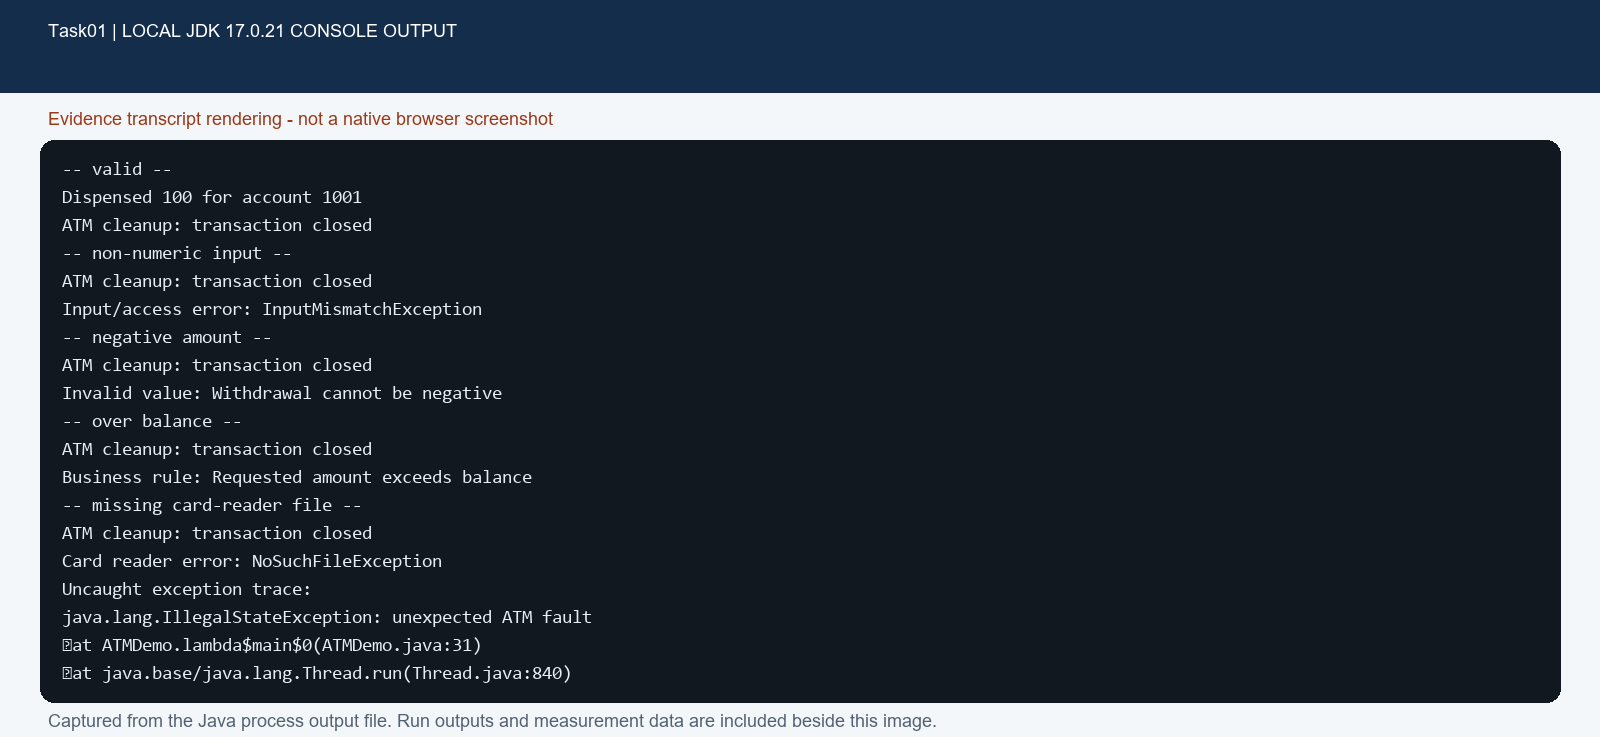 Task01 | LOCAL JDK 17.0.21 CONSOLE OUTPUT
Evidence transcript rendering - not a native browser screenshot
-- valid --
Dispensed 100 for account 1001
ATM cleanup: transaction closed
-- non-numeric input --
ATM cleanup: transaction closed
Input/access error: InputMismatchException
-- negative amount --
ATM cleanup: transaction closed
Invalid value: Withdrawal cannot be negative
-- over balance --
ATM cleanup: transaction closed
Business rule: Requested amount exceeds balance
-- missing card-reader file --
ATM cleanup: transaction closed
Card reader error: NoSuchFileException
Uncaught exception trace:
java.lang.IllegalStateException: unexpected ATM fault
at ATMDemo.lambda$main$0(ATMDemo.java:31)
at java.base/java.lang.Thread.run(Thread.java:840)
Captured from the Java process output file. Run outputs and measurement data are included beside this image.